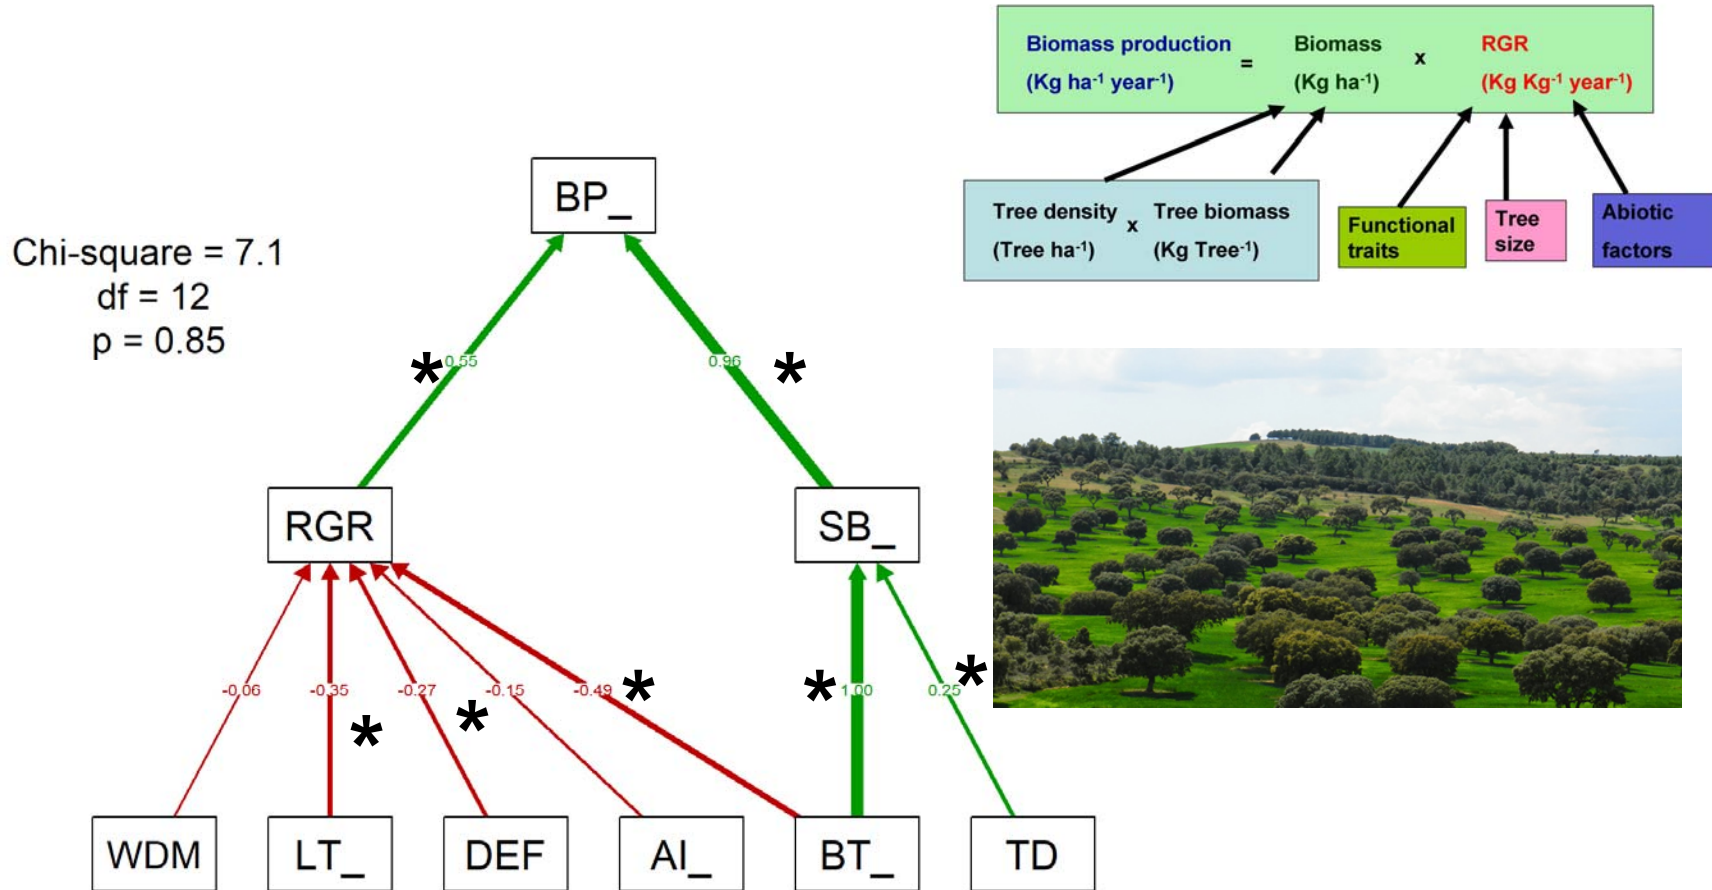 Biomass production = Biomass x RGR
(Kg ha⁻¹ year⁻¹) (Kg ha⁻¹) (Kg Kg⁻¹ year⁻¹)
Tree density x Tree biomass
(Tree ha⁻¹) (Kg Tree⁻¹)
Functional
traits
Tree
size
Abiotic
factors
BP_
Chi-square = 7.1
df = 12
p = 0.85
* 0.55 0.96 *
RGR SB_
-0.06 -0.35 -0.27 -0.15 -0.49 * * 1.00 0.25 *
* *
WDM LT_ DEF AI_ BT_ TD